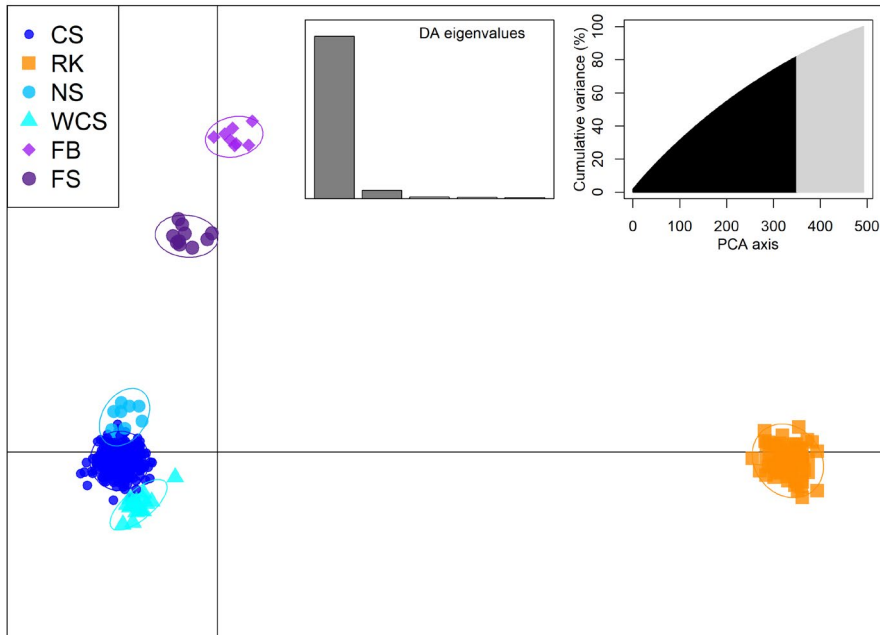 CS
RK
NS
WCS
FB
FS
DA eigenvalues
Cumulative variance (%)
100
80
60
40
20
0
0 100 200 300 400 500
PCA axis